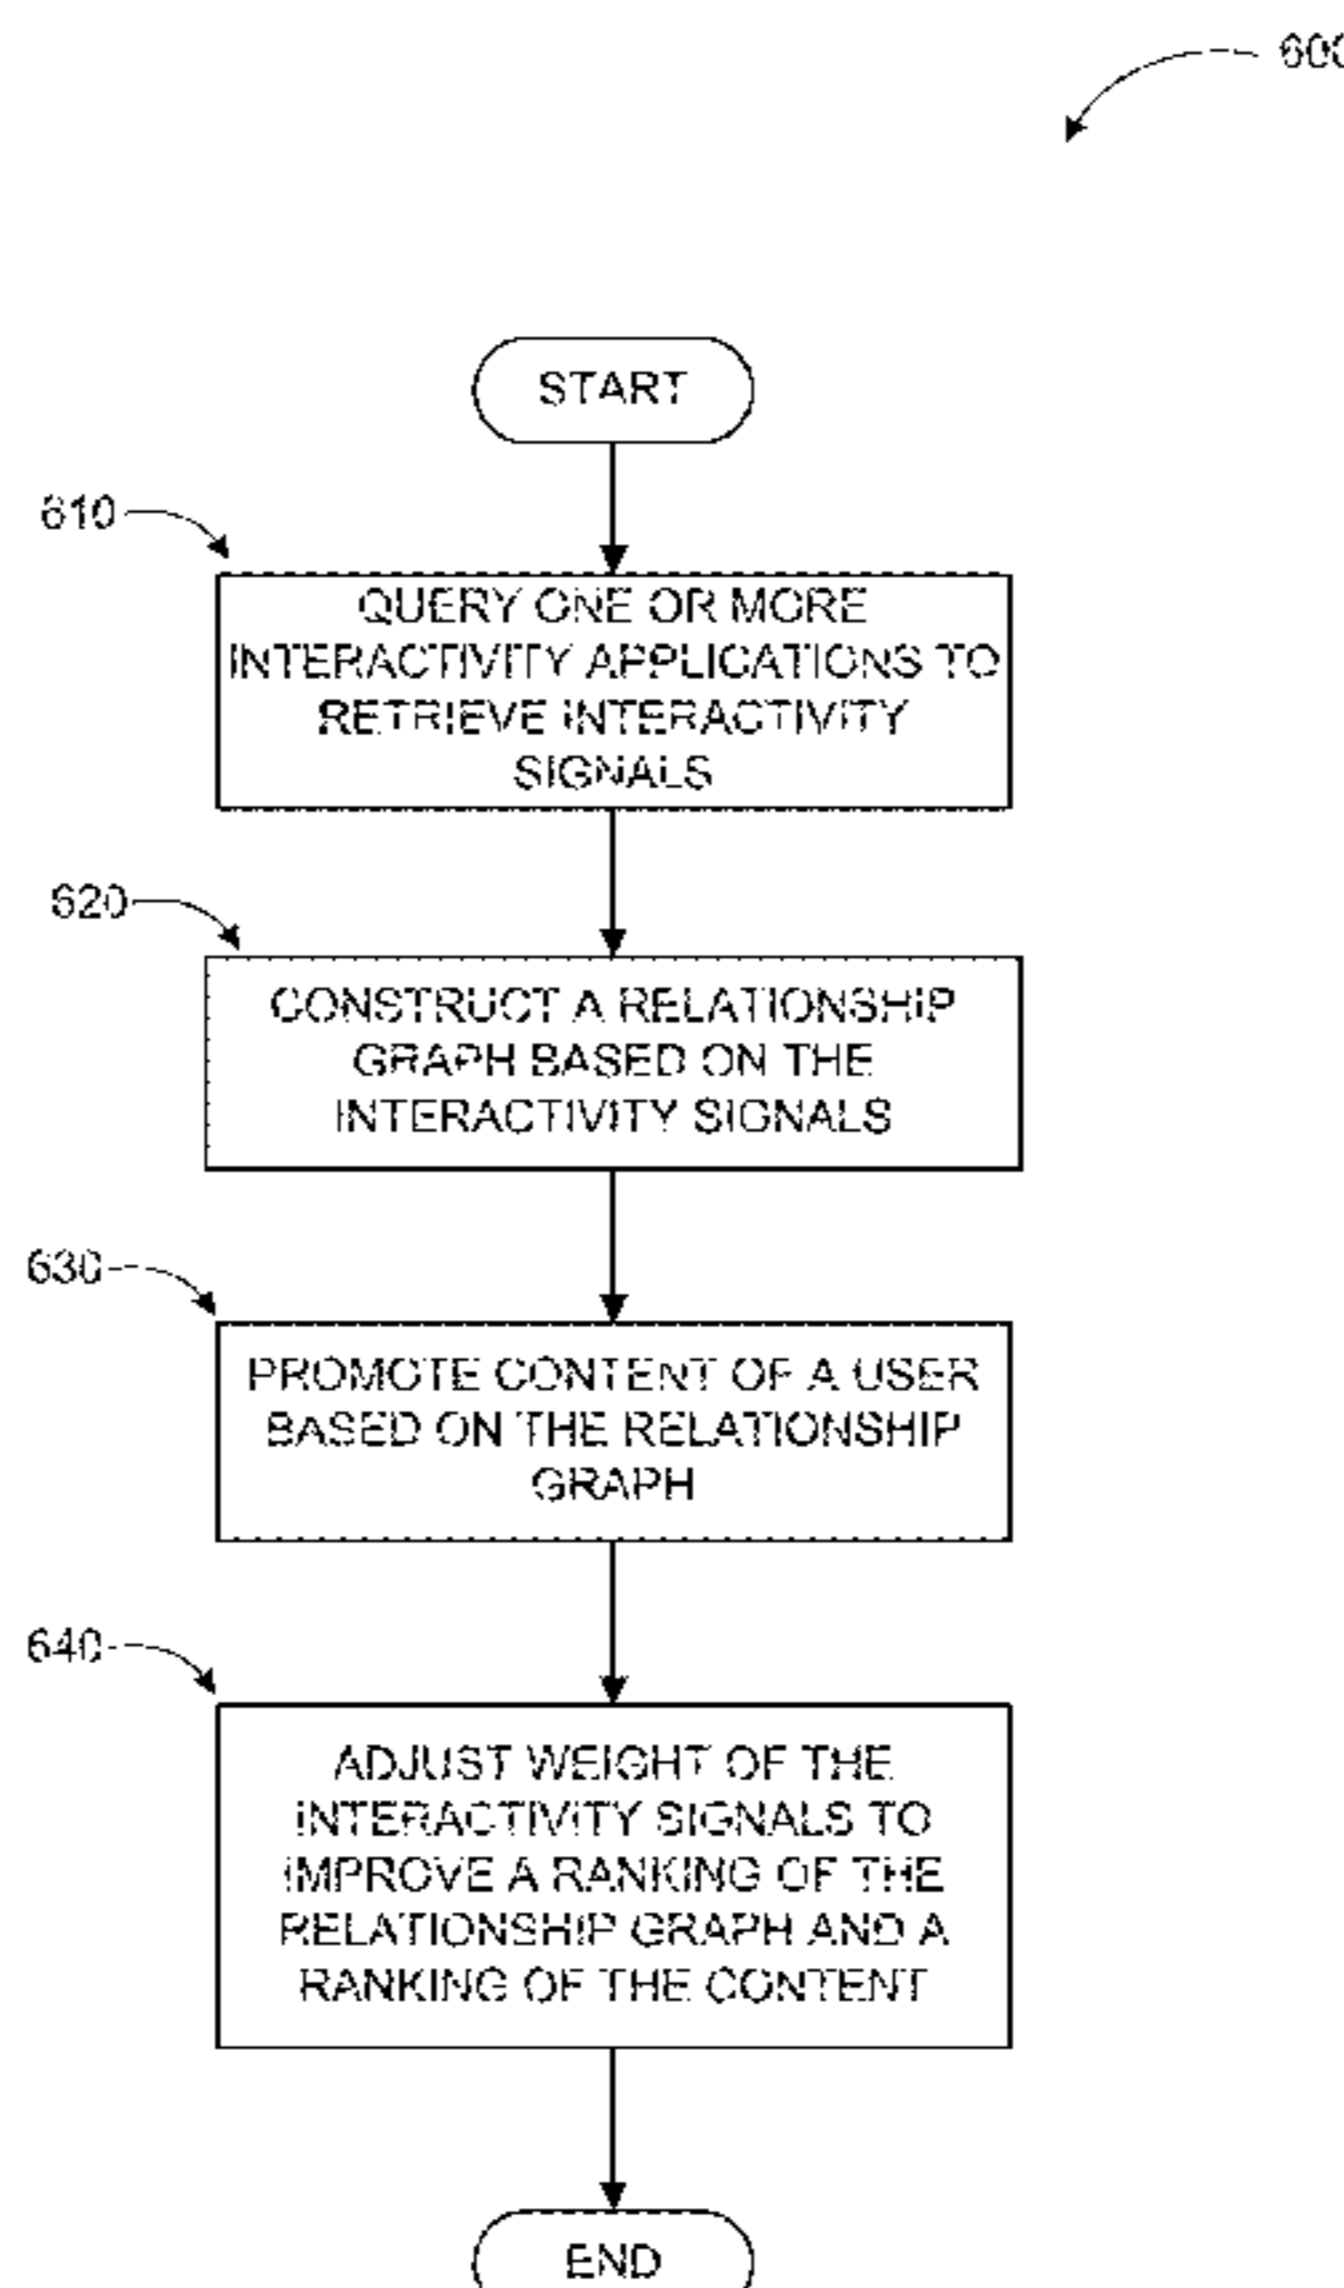 600
START
610
QUERY ONE OR MORE
INTERACTIVITY APPLICATIONS TO
RETRIEVE INTERACTIVITY
SIGNALS
620
CONSTRUCT A RELATIONSHIP
GRAPH BASED ON THE
INTERACTIVITY SIGNALS
630
PROMOTE CONTENT OF A USER
BASED ON THE RELATIONSHIP
GRAPH
640
ADJUST WEIGHT OF THE
INTERACTIVITY SIGNALS TO
IMPROVE A RANKING OF THE
RELATIONSHIP GRAPH AND A
RANKING OF THE CONTENT
END